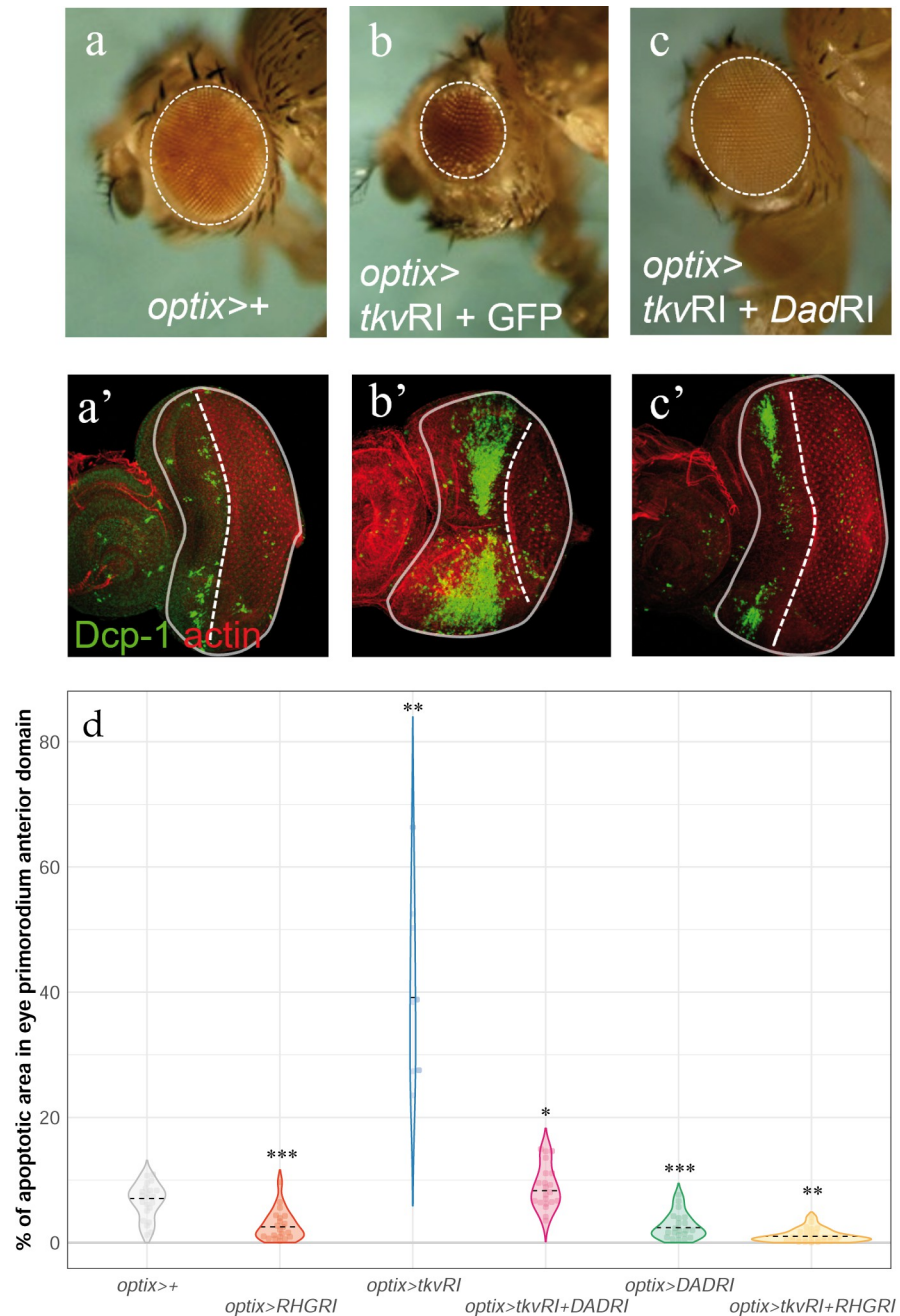 a
optix>+
b
optix>
tkvRI + GFP
c
optix>
tkvRI + DadRI
a’
Dcp-1 actin
b’
c’
d
% of apoptotic area in eye primorodium anterior domain
80
60
40
20
0
***
**
*
***
**
optix>+
optix>RHGRI
optix>tkvRI
optix>tkvRI+DADRI
optix>DADRI
optix>tkvRI+RHGRI